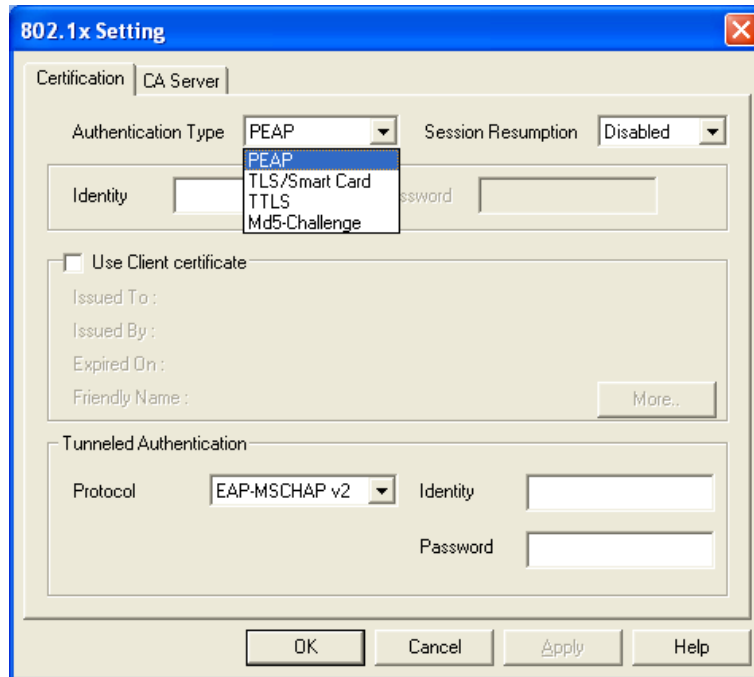 802.1x Setting
Certification CA Server
Authentication Type PEAP Session Resumption Disabled
PEAP
TLS/Smart Card
TTLS
Md5-Challenge
Identity ssword
Use Client certificate
Issued To :
Issued By :
Expired On :
Friendly Name :
More..
Tunneled Authentication
Protocol EAP-MSCHAP v2 Identity
Password
OK Cancel Apply Help